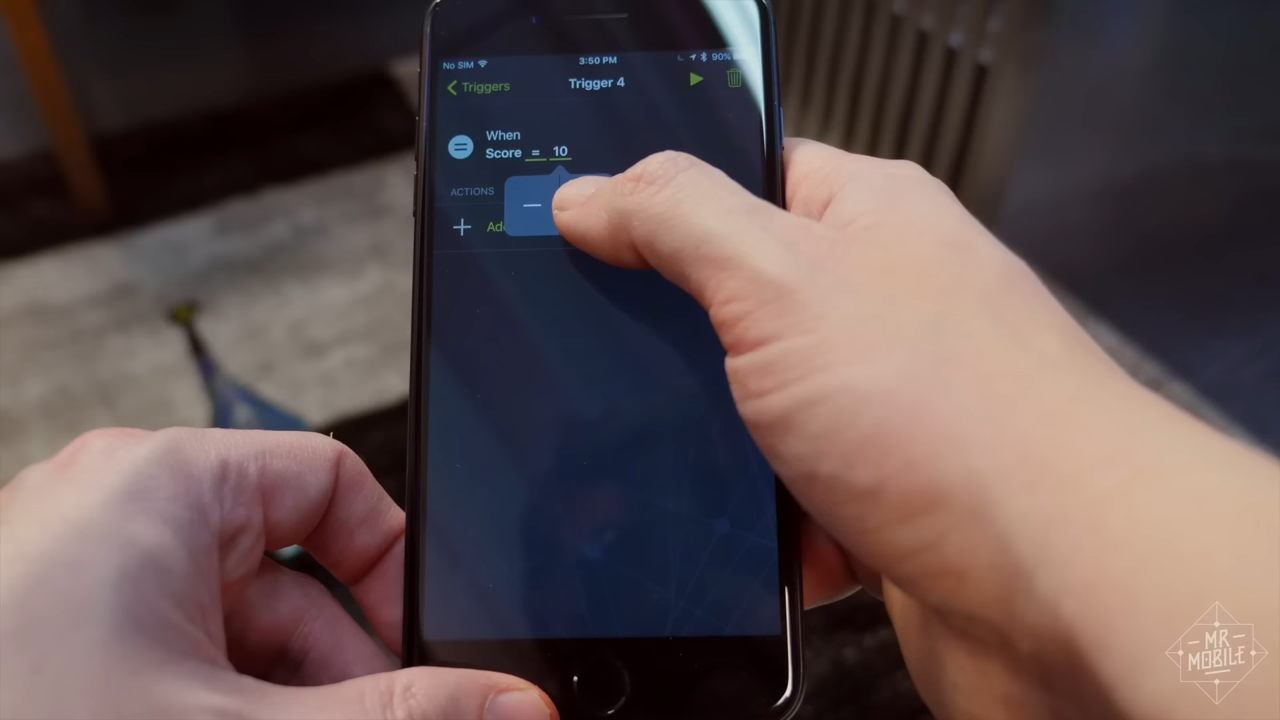 No SIM 3:50 PM 90%
Triggers Trigger 4
When
Score = 10
ACTIONS
+
MR
MOBILE